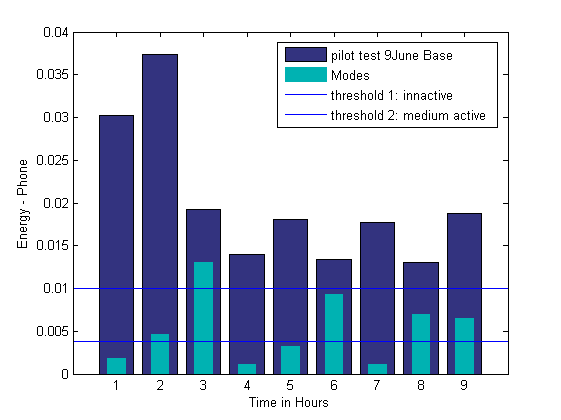 0.04
0.035
0.03
0.025
0.02
0.015
0.01
0.005
0
Energy - Phone
pilot test 9June Base
Modes
threshold 1: innactive
threshold 2: medium active
1 2 3 4 5 6 7 8 9
Time in Hours